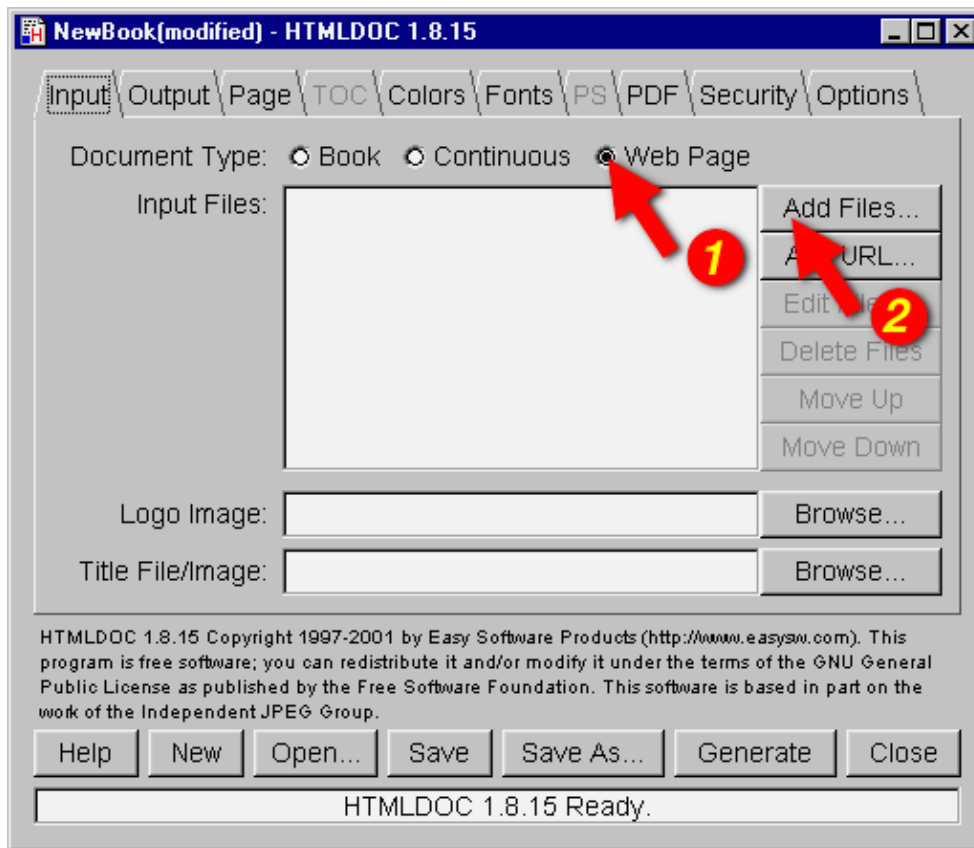 NewBook(modified) - HTMLDOC 1.8.15
Input Output Page TOC Colors Fonts PS PDF Security Options
Document Type: Book Continuous Web Page
Input Files:
Add Files...
1
URL...
Edit
2
Delete Files
Move Up
Move Down
Logo Image: Browse...
Title File/Image: Browse...
HTMLDOC 1.8.15 Copyright 1997-2001 by Easy Software Products (http://www.easysw.com). This
program is free software; you can redistribute it and/or modify it under the terms of the GNU General
Public License as published by the Free Software Foundation. This software is based in part on the
work of the Independent JPEG Group.
Help New Open... Save Save As... Generate Close
HTMLDOC 1.8.15 Ready.